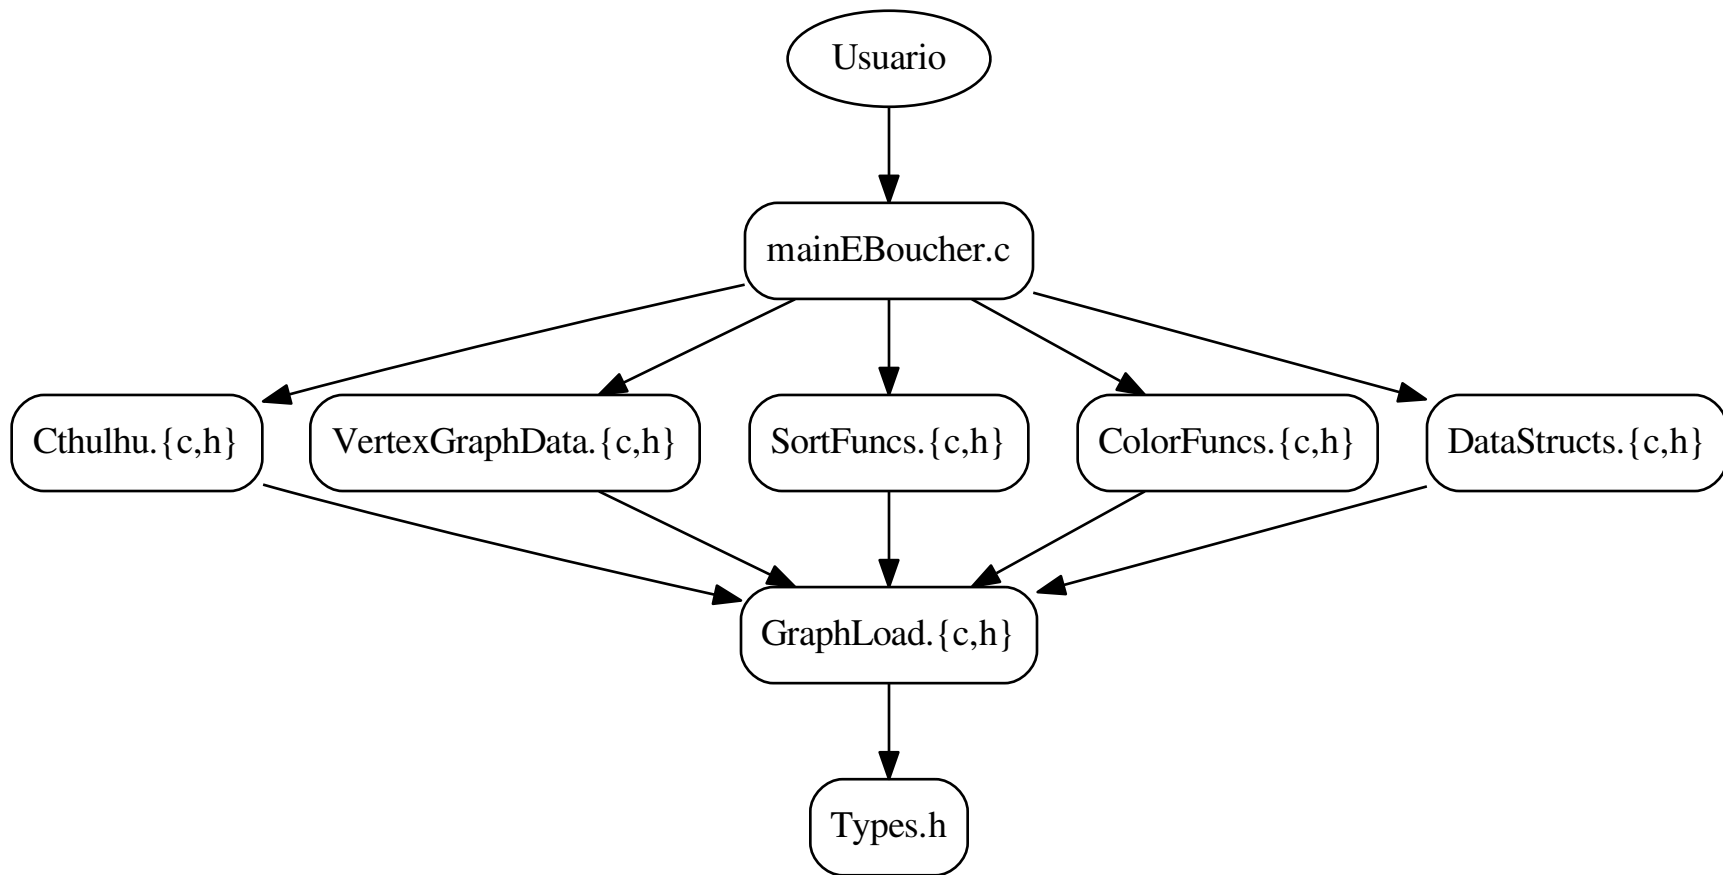 Usuario
mainEBoucher.c
Cthulhu.{c,h}
VertexGraphData.{c,h}
SortFuncs.{c,h}
ColorFuncs.{c,h}
DataStructs.{c,h}
GraphLoad.{c,h}
Types.h